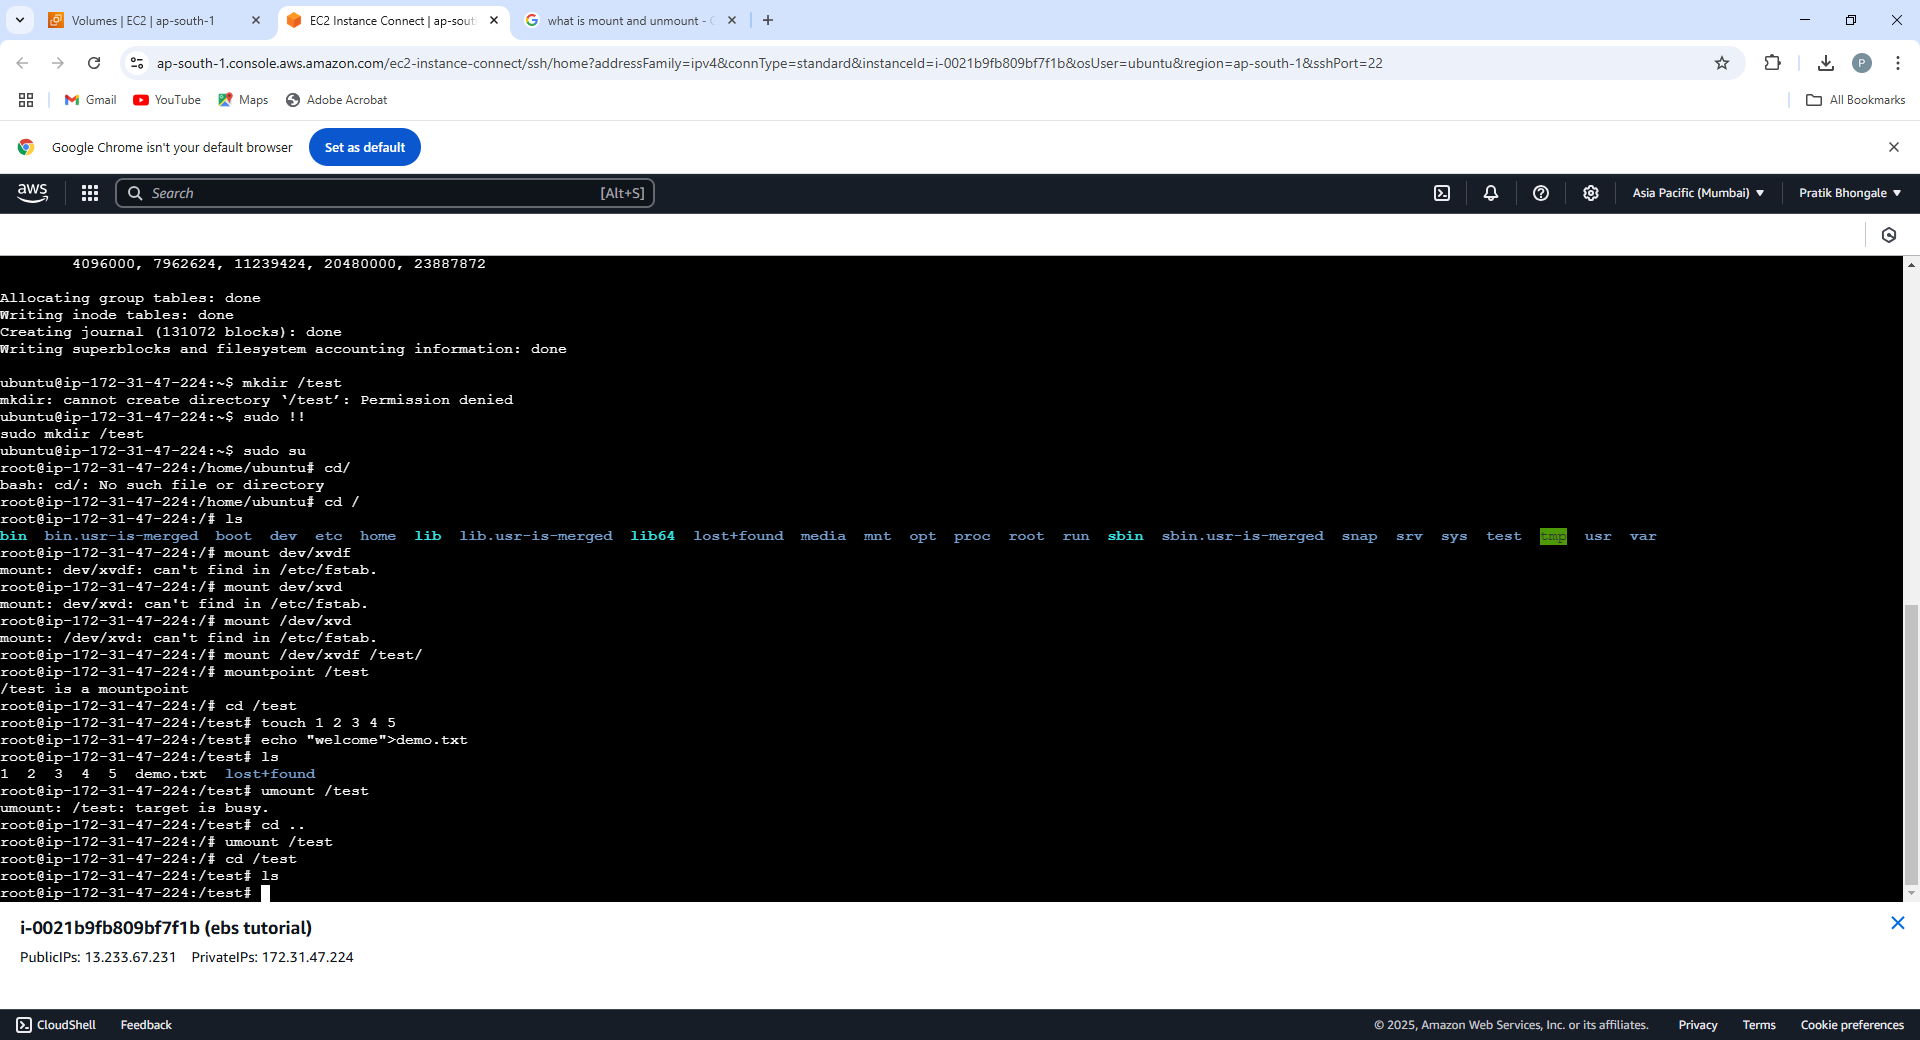 Volumes | EC2 | ap-south-1
EC2 Instance Connect | ap-sout
what is mount and unmount -
ap-south-1.console.aws.amazon.com/ec2-instance-connect/ssh/home?addressFamily=ipv4&connType=standard&instanceId=i-0021b9fb809bf7f1b&osUser=ubuntu&region=ap-south-1&sshPort=22
P
Gmail
YouTube
Maps
Adobe Acrobat
All Bookmarks
Google Chrome isn't your default browser
Set as default
aws
Search
[Alt+S]
Asia Pacific (Mumbai)
Pratik Bhongale
4096000, 7962624, 11239424, 20480000, 23887872
Allocating group tables: done
Writing inode tables: done
Creating journal (131072 blocks): done
Writing superblocks and filesystem accounting information: done
ubuntu@ip-172-31-47-224:~$ mkdir /test
mkdir: cannot create directory ‘/test’: Permission denied
ubuntu@ip-172-31-47-224:~$ sudo !!
sudo mkdir /test
ubuntu@ip-172-31-47-224:~$ sudo su
root@ip-172-31-47-224:/home/ubuntu# cd/
bash: cd/: No such file or directory
root@ip-172-31-47-224:/home/ubuntu# cd /
root@ip-172-31-47-224:/# ls
bin bin.usr-is-merged boot dev etc home lib lib.usr-is-merged lib64 lost+found media mnt opt proc root run sbin sbin.usr-is-merged snap srv sys test tmp usr var
root@ip-172-31-47-224:/# mount dev/xvdf
mount: dev/xvdf: can't find in /etc/fstab.
root@ip-172-31-47-224:/# mount dev/xvd
mount: dev/xvd: can't find in /etc/fstab.
root@ip-172-31-47-224:/# mount /dev/xvd
mount: /dev/xvd: can't find in /etc/fstab.
root@ip-172-31-47-224:/# mount /dev/xvdf /test/
root@ip-172-31-47-224:/# mountpoint /test
/test is a mountpoint
root@ip-172-31-47-224:/# cd /test
root@ip-172-31-47-224:/test# touch 1 2 3 4 5
root@ip-172-31-47-224:/test# echo "welcome">demo.txt
root@ip-172-31-47-224:/test# ls
1 2 3 4 5 demo.txt lost+found
root@ip-172-31-47-224:/test# umount /test
umount: /test: target is busy.
root@ip-172-31-47-224:/test# cd ..
root@ip-172-31-47-224:/# umount /test
root@ip-172-31-47-224:/# cd /test
root@ip-172-31-47-224:/test# ls
root@ip-172-31-47-224:/test#
i-0021b9fb809bf7f1b (ebs tutorial)
PublicIPs: 13.233.67.231 PrivateIPs: 172.31.47.224
CloudShell
Feedback
© 2025, Amazon Web Services, Inc. or its affiliates.
Privacy
Terms
Cookie preferences